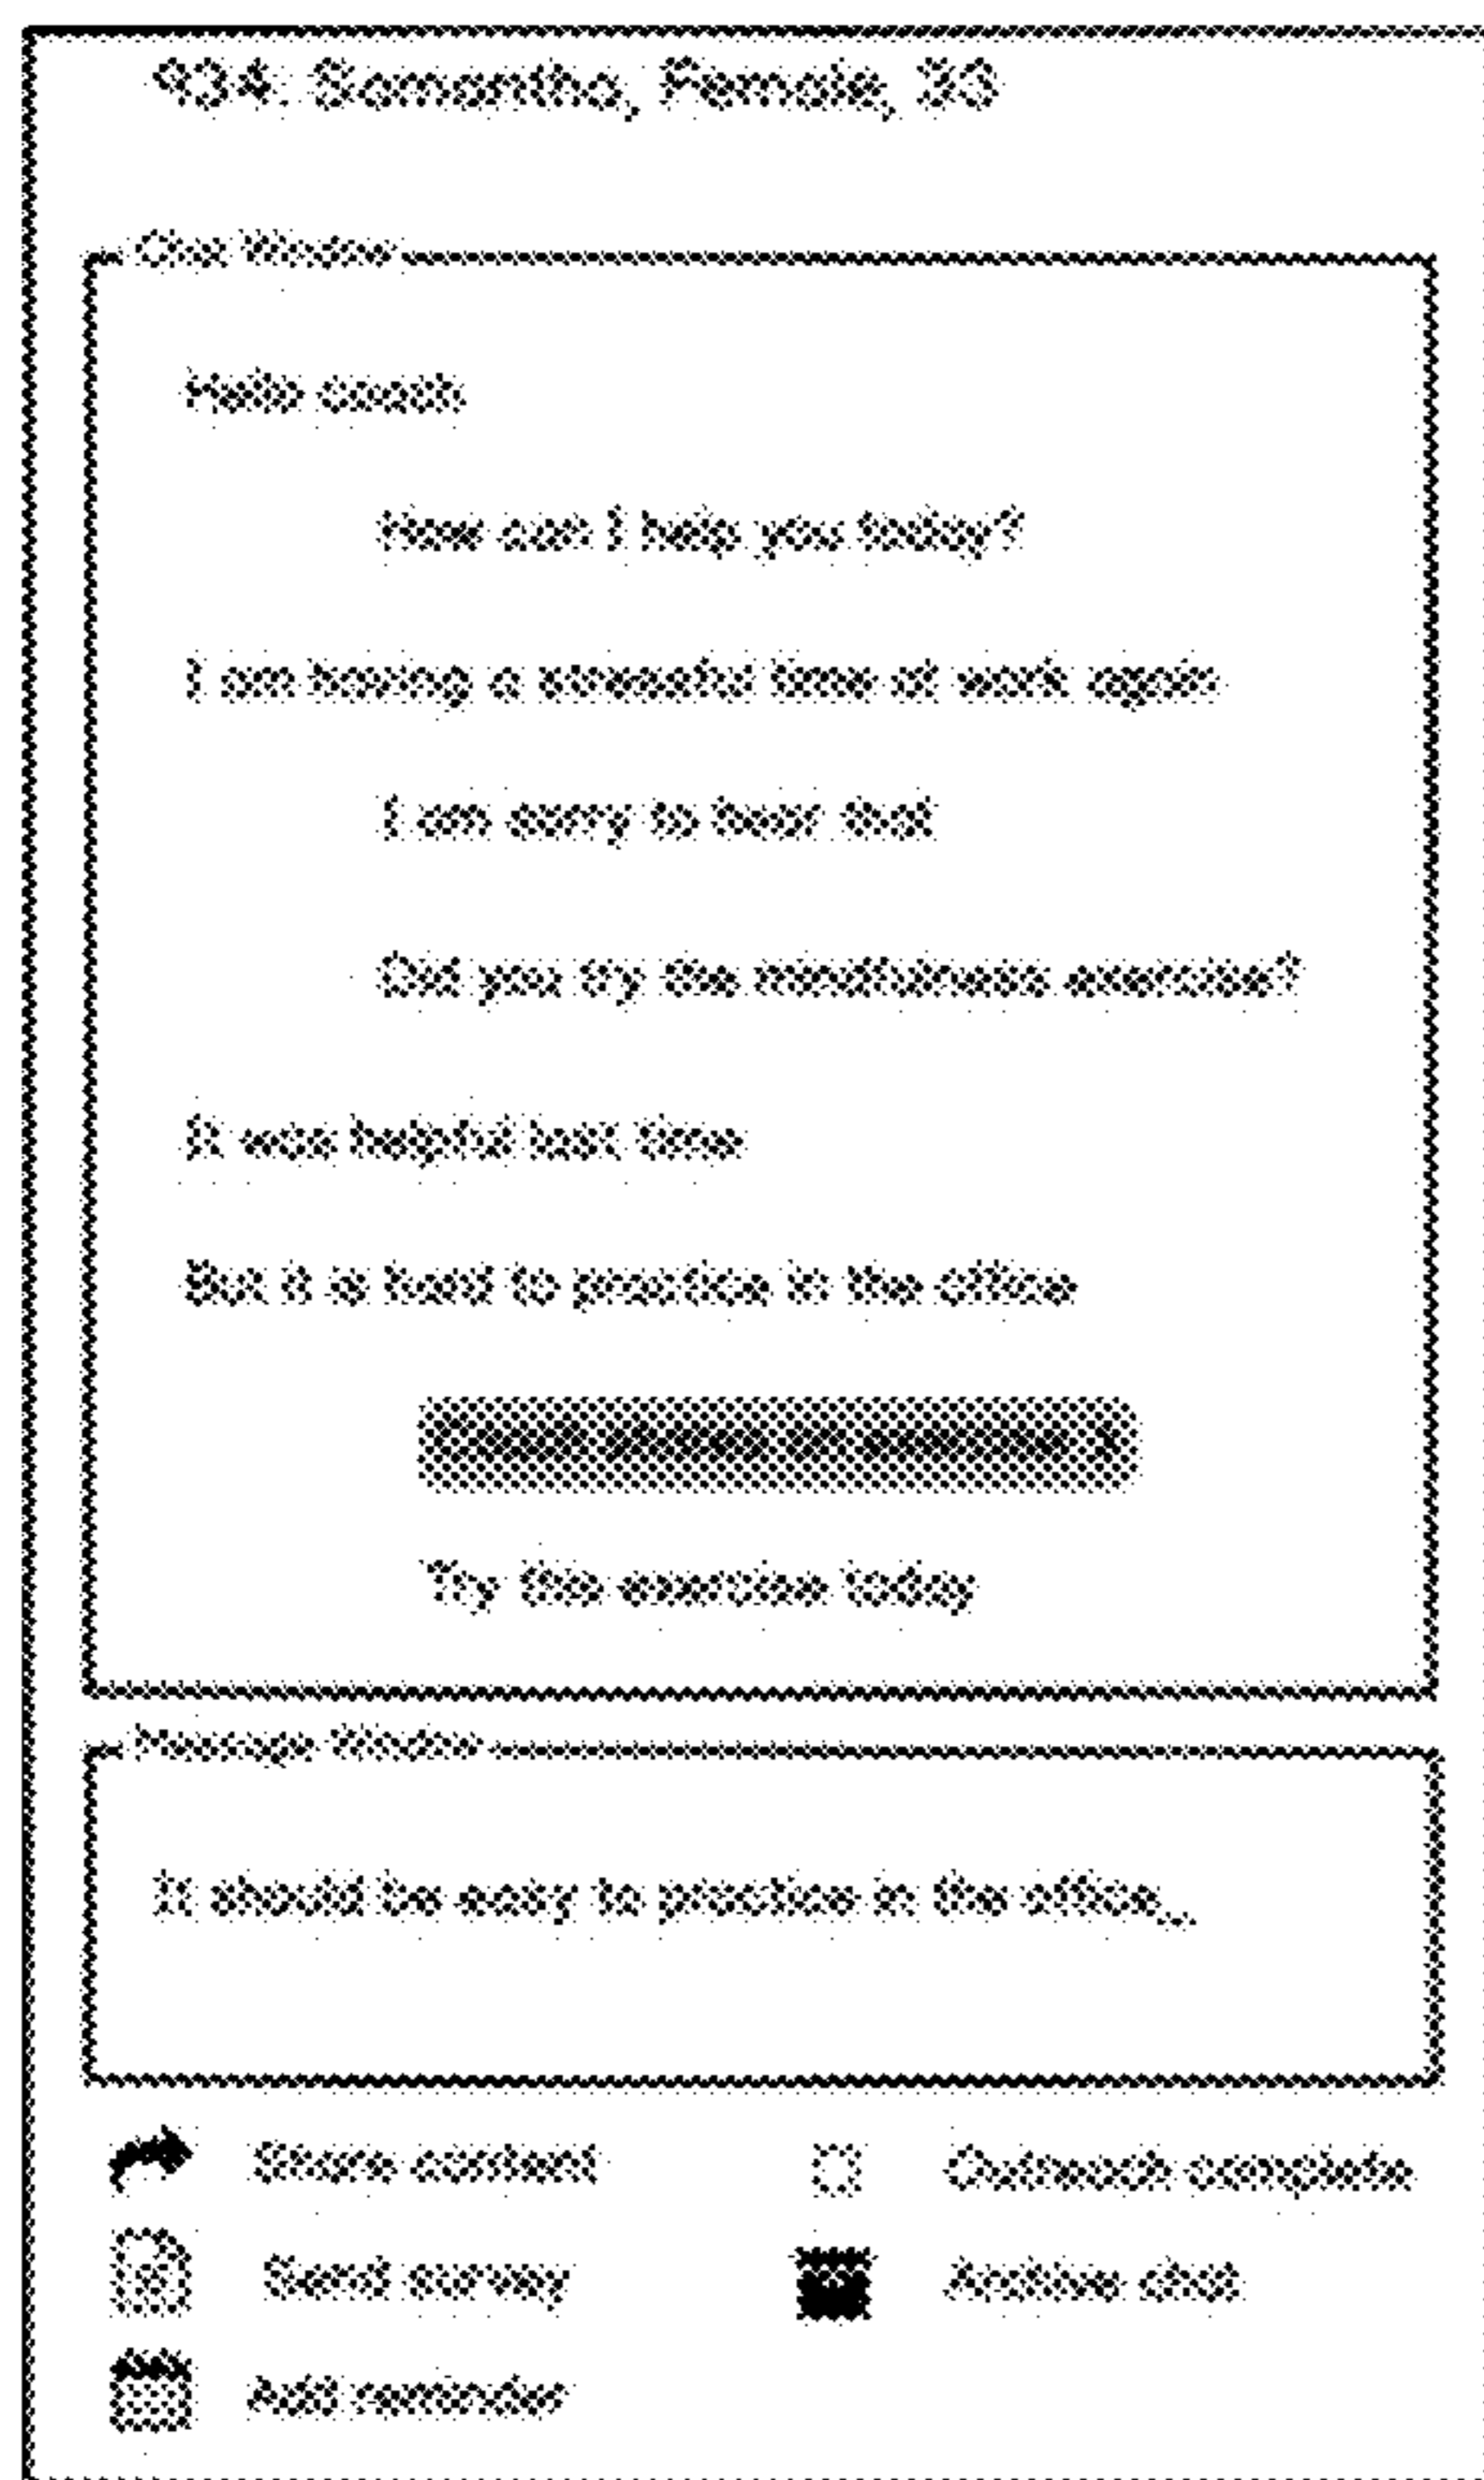 934: Samantha, Female, 33
Chat Window
Hello coach
How can I help you today?
I am having a stressful time at work again
I am sorry to hear that
Did you try the mindfulness exercise?
It was helpful last time
But it is hard to practice in the office
Try this exercise today
Message Window
It should be easy to practice in the office...
Share content
Outreach complete
Send survey
Archive chat
Add reminder